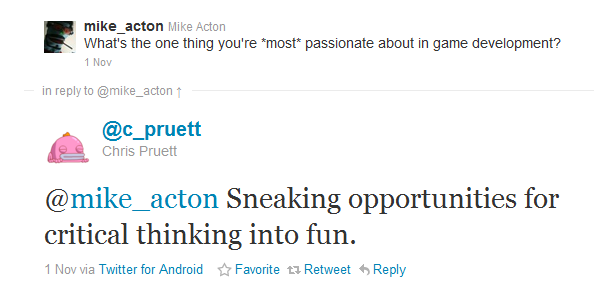 mike_acton Mike Acton
What's the one thing you're *most* passionate about in game development?
1 Nov
in reply to @mike_acton ↑
@c_pruett
Chris Pruett
@mike_acton Sneaking opportunities for
critical thinking into fun.
1 Nov via Twitter for Android Favorite Retweet Reply